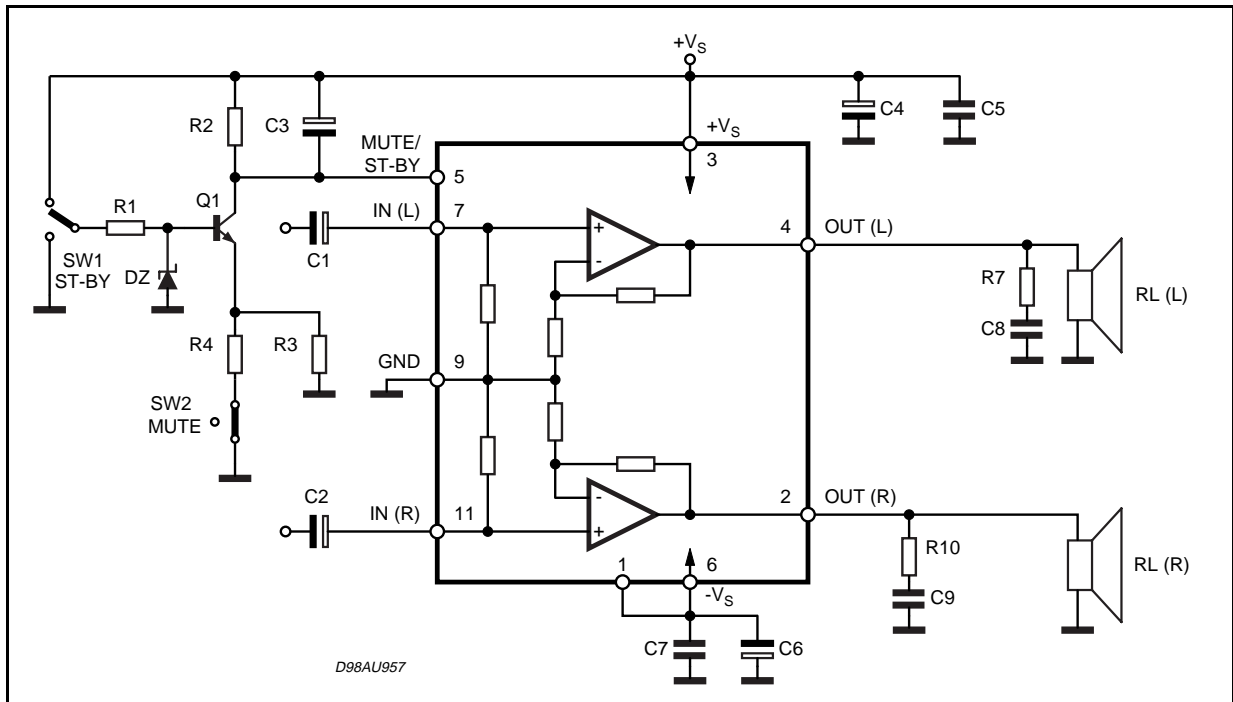 +VS
C4
C5
R2
C3
+VS
MUTE/
ST-BY
3
5
Q1
R1
IN (L)
7
4
OUT (L)
+
-
C1
SW1
ST-BY
DZ
R7
RL (L)
C8
R4
R3
GND
9
SW2
MUTE
C2
IN (R)
11
-
+
2
OUT (R)
R10
RL (R)
1
6
-VS
C9
C7
C6
D98AU957